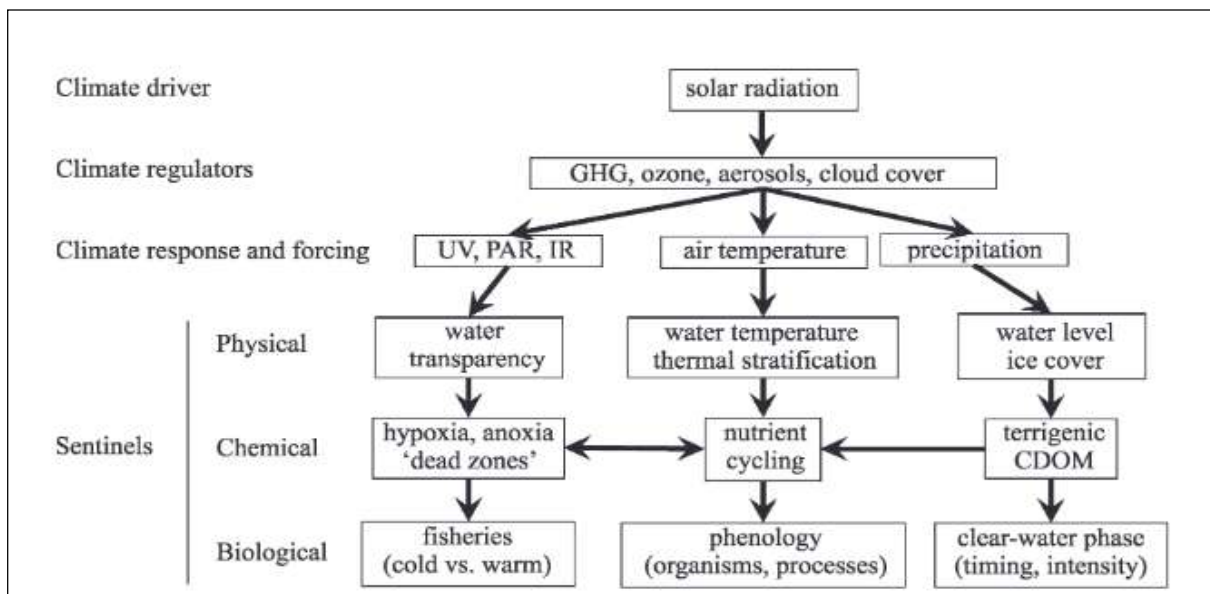 Climate driver
solar radiation
Climate regulators
GHG, ozone, aerosols, cloud cover
Climate response and forcing
UV, PAR, IR
air temperature
precipitation
Sentinels
Physical
water
transparency
water temperature
thermal stratification
water level
ice cover
Chemical
hypoxia, anoxia
‘dead zones’
nutrient
cycling
terrigenic
CDOM
Biological
fisheries
(cold vs. warm)
phenology
(organisms, processes)
clear-water phase
(timing, intensity)